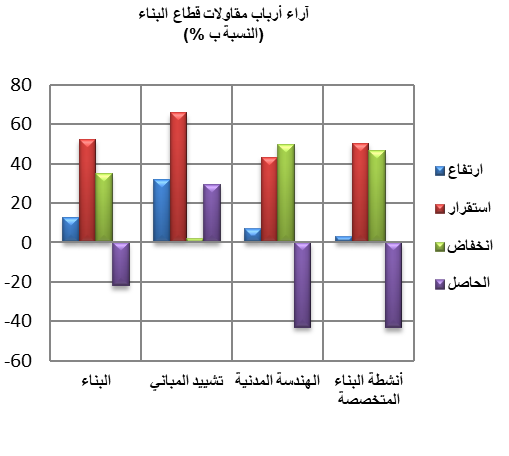 آراء أرباب مقاولات قطاع البناء
(النسبة ب %)
80
60
40
20
0
-20
-40
-60
ارتفاع
استقرار
انخفاض
الحاصل
البناء
تشييد المباني
الهندسة المدنية
أنشطة البناء
المتخصصة